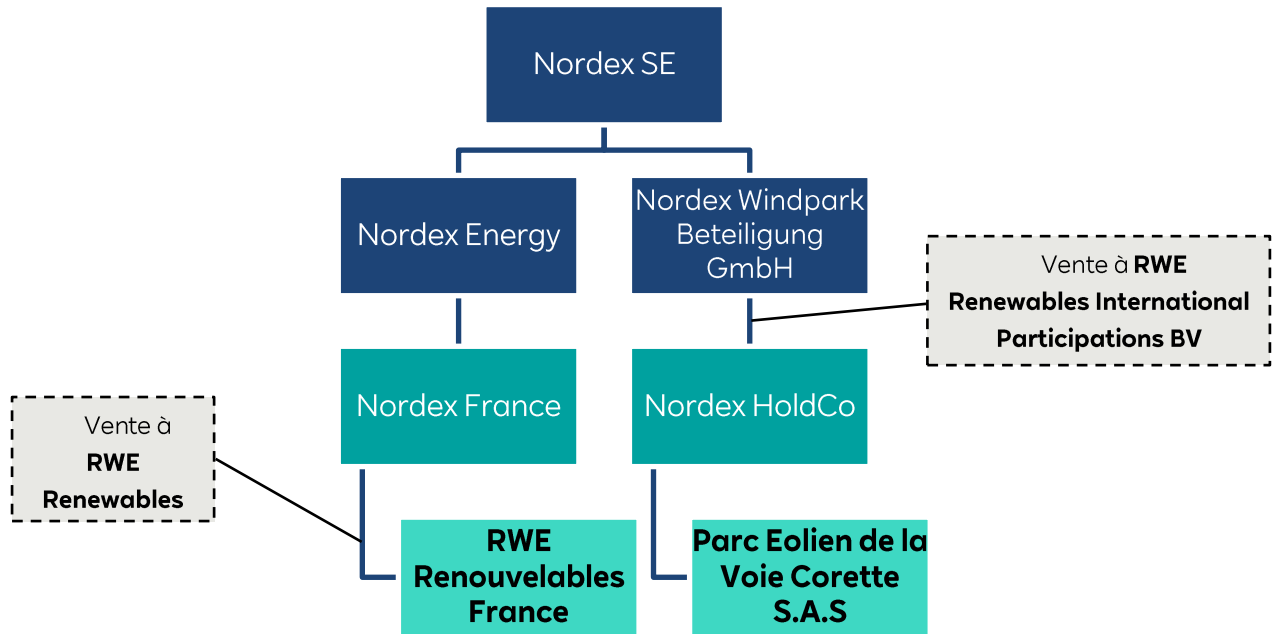 Nordex SE
Nordex Energy
Nordex Windpark
Beteiligung
GmbH
Vente à RWE
Renewables International
Participations BV
Nordex France
Nordex HoldCo
Vente à
RWE
Renewables
RWE
Renouvelables
France
Parc Eolien de la
Voie Corette
S.A.S